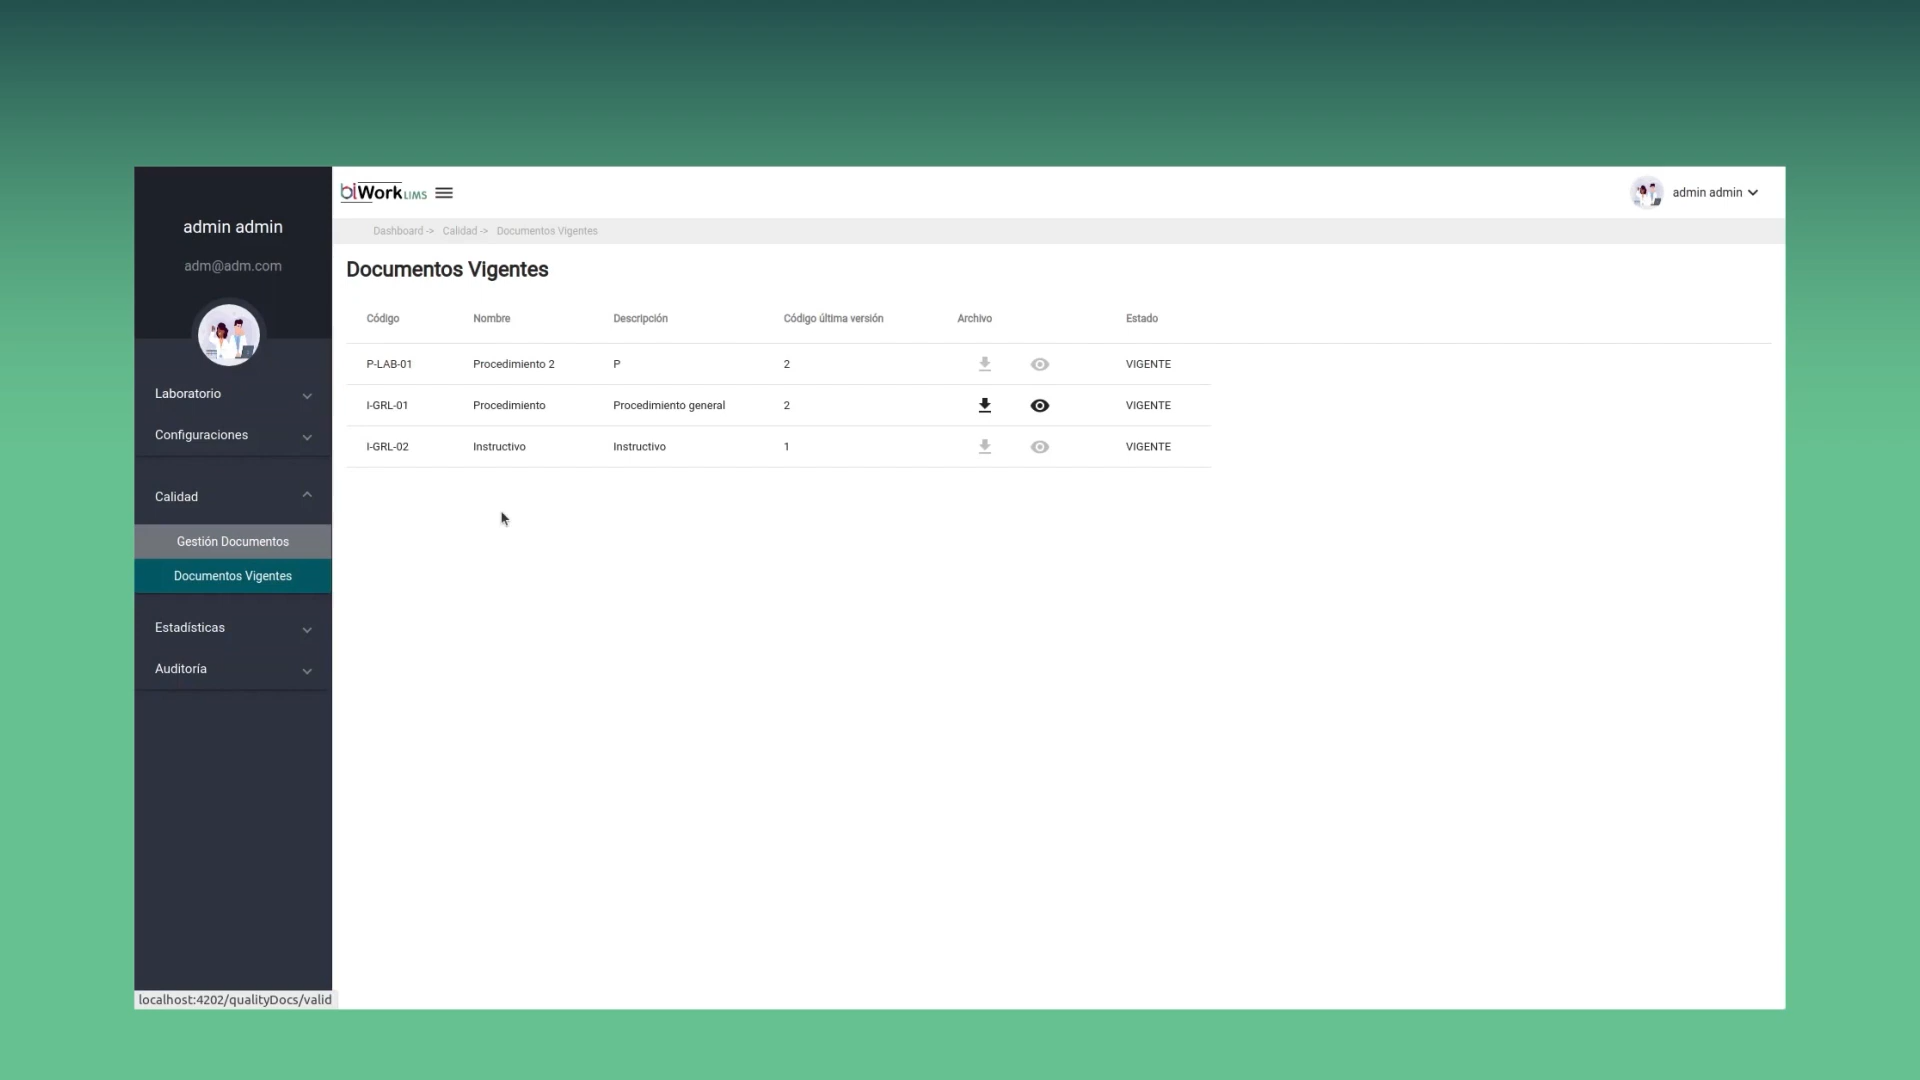 admin admin
adm@adm.com
Laboratorio
Configuraciones
Calidad
Gestión Documentos
Documentos Vigentes
Estadísticas
Auditoría
localhost:4202/qualityDocs/valid
biWork LIMS
admin admin
Dashboard -> Calidad -> Documentos Vigentes
Documentos Vigentes
Código Nombre Descripción Código última versión Archivo Estado
P-LAB-01 Procedimiento 2 P 2 VIGENTE
I-GRL-01 Procedimiento Procedimiento general 2 VIGENTE
I-GRL-02 Instructivo Instructivo 1 VIGENTE